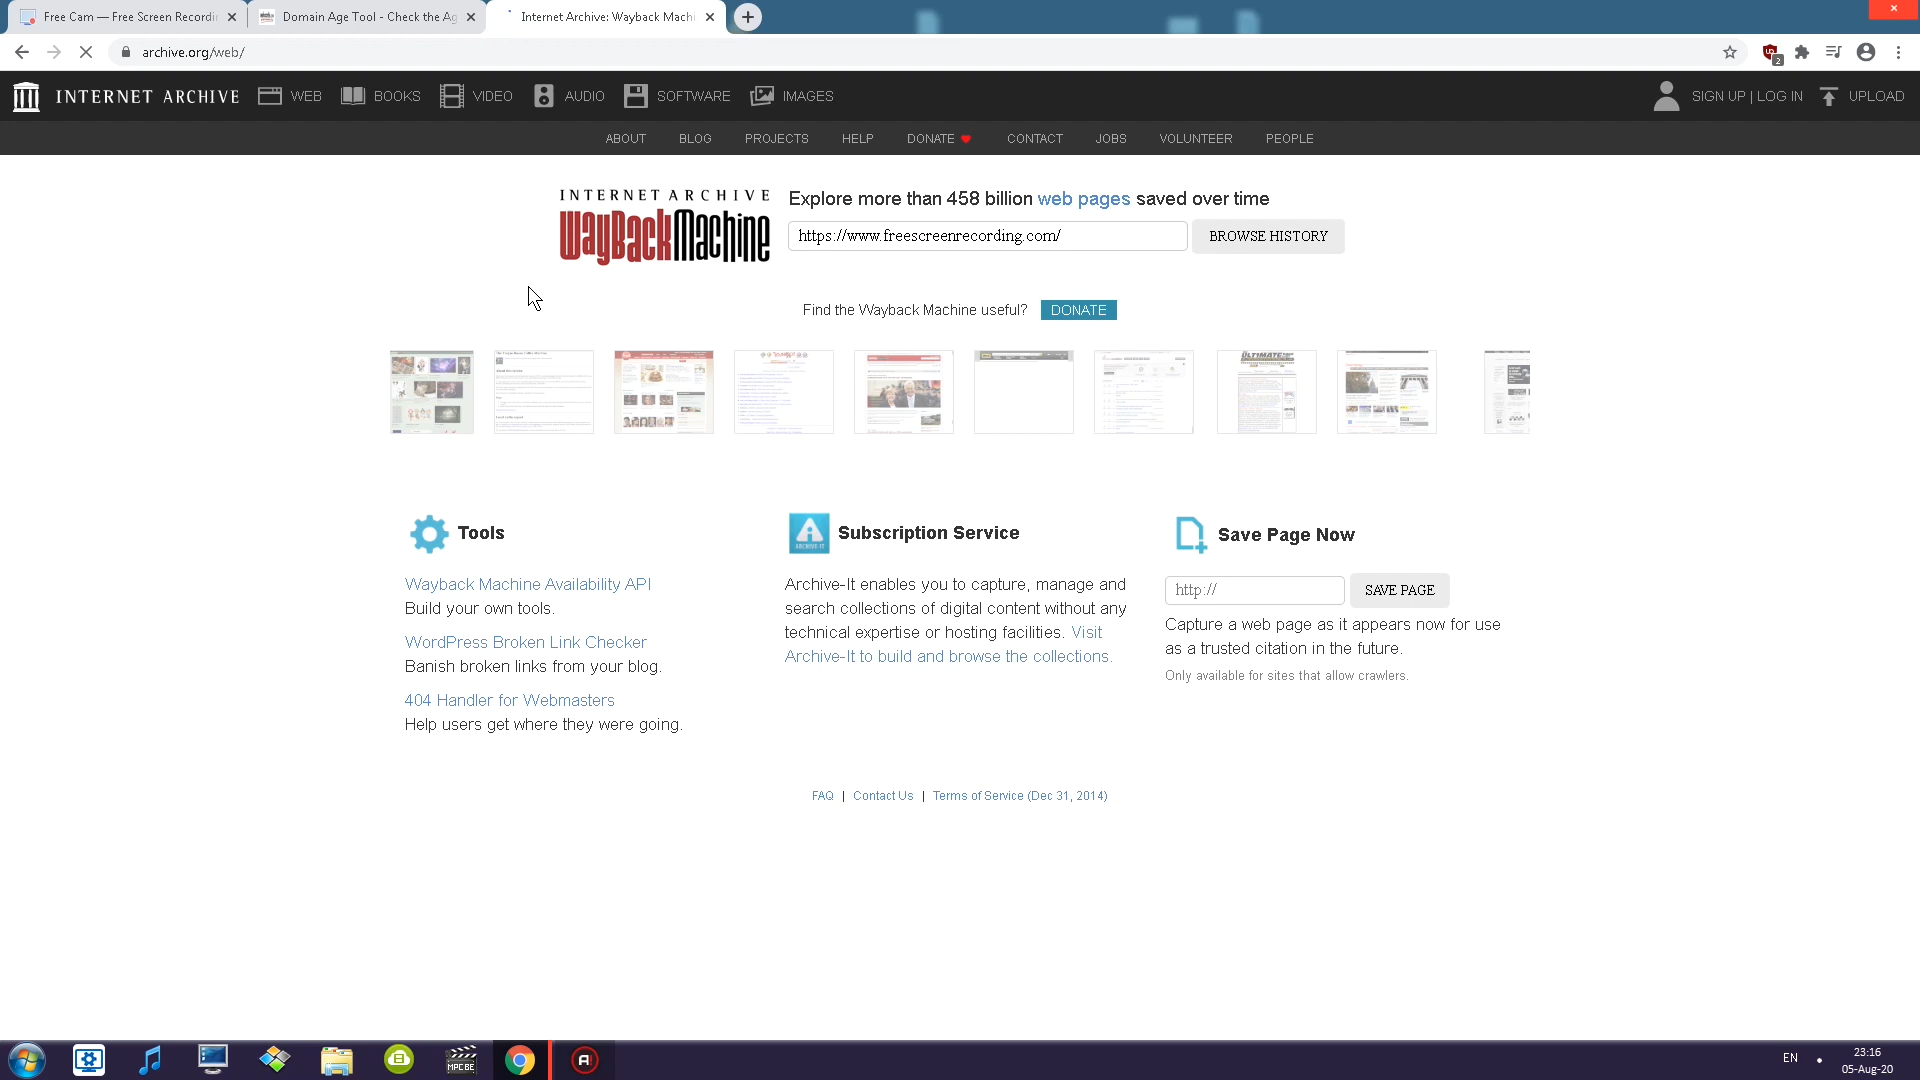 Free Cam — Free Screen Recordi
Domain Age Tool - Check the Ag
Internet Archive: Wayback Machi
archive.org/web/
2
INTERNET ARCHIVE
WEB
BOOKS
VIDEO
AUDIO
SOFTWARE
IMAGES
SIGN UP | LOG IN
UPLOAD
ABOUT
BLOG
PROJECTS
HELP
DONATE
CONTACT
JOBS
VOLUNTEER
PEOPLE
INTERNET ARCHIVE
WayBackMachine
Explore more than 458 billion web pages saved over time
https://www.freescreenrecording.com/
BROWSE HISTORY
Find the Wayback Machine useful?
DONATE
Tools
Wayback Machine Availability API
Build your own tools.
WordPress Broken Link Checker
Banish broken links from your blog.
404 Handler for Webmasters
Help users get where they were going.
ARCHIVE-IT
Subscription Service
Archive-It enables you to capture, manage and
search collections of digital content without any
technical expertise or hosting facilities. Visit
Archive-It to build and browse the collections.
Save Page Now
http://
SAVE PAGE
Capture a web page as it appears now for use
as a trusted citation in the future.
Only available for sites that allow crawlers.
FAQ | Contact Us | Terms of Service (Dec 31, 2014)
MPCBE
EN
23:16
05-Aug-20